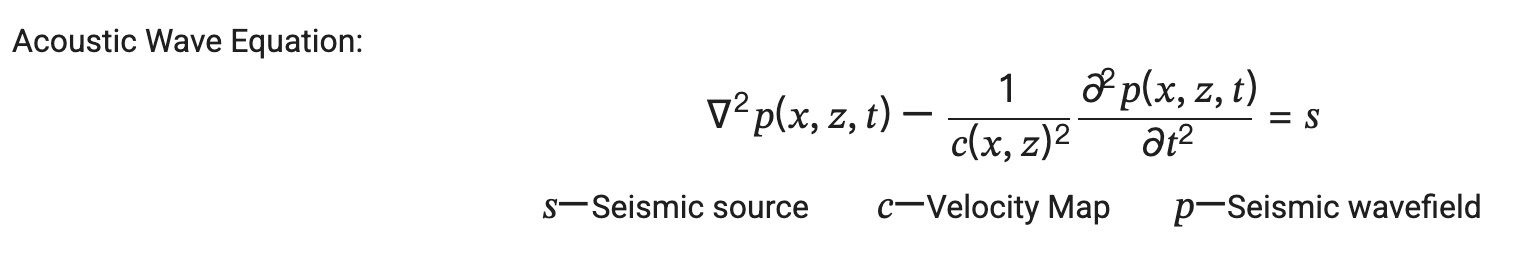 Acoustic Wave Equation:
∇²p(x, z, t) − 1/c(x, z)² ∂²p(x, z, t)/∂t² = s
s—Seismic source c—Velocity Map p—Seismic wavefield